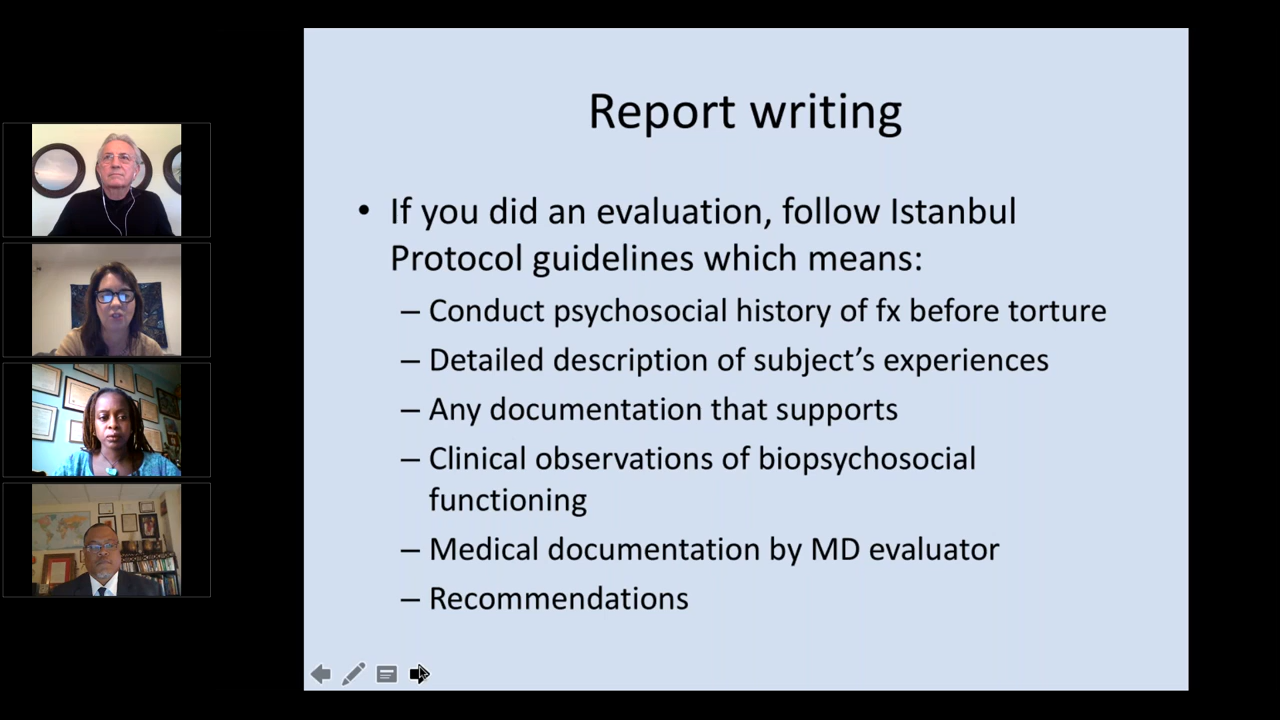 Report writing
• If you did an evaluation, follow Istanbul
Protocol guidelines which means:
– Conduct psychosocial history of fx before torture
– Detailed description of subject’s experiences
– Any documentation that supports
– Clinical observations of biopsychosocial
functioning
– Medical documentation by MD evaluator
– Recommendations